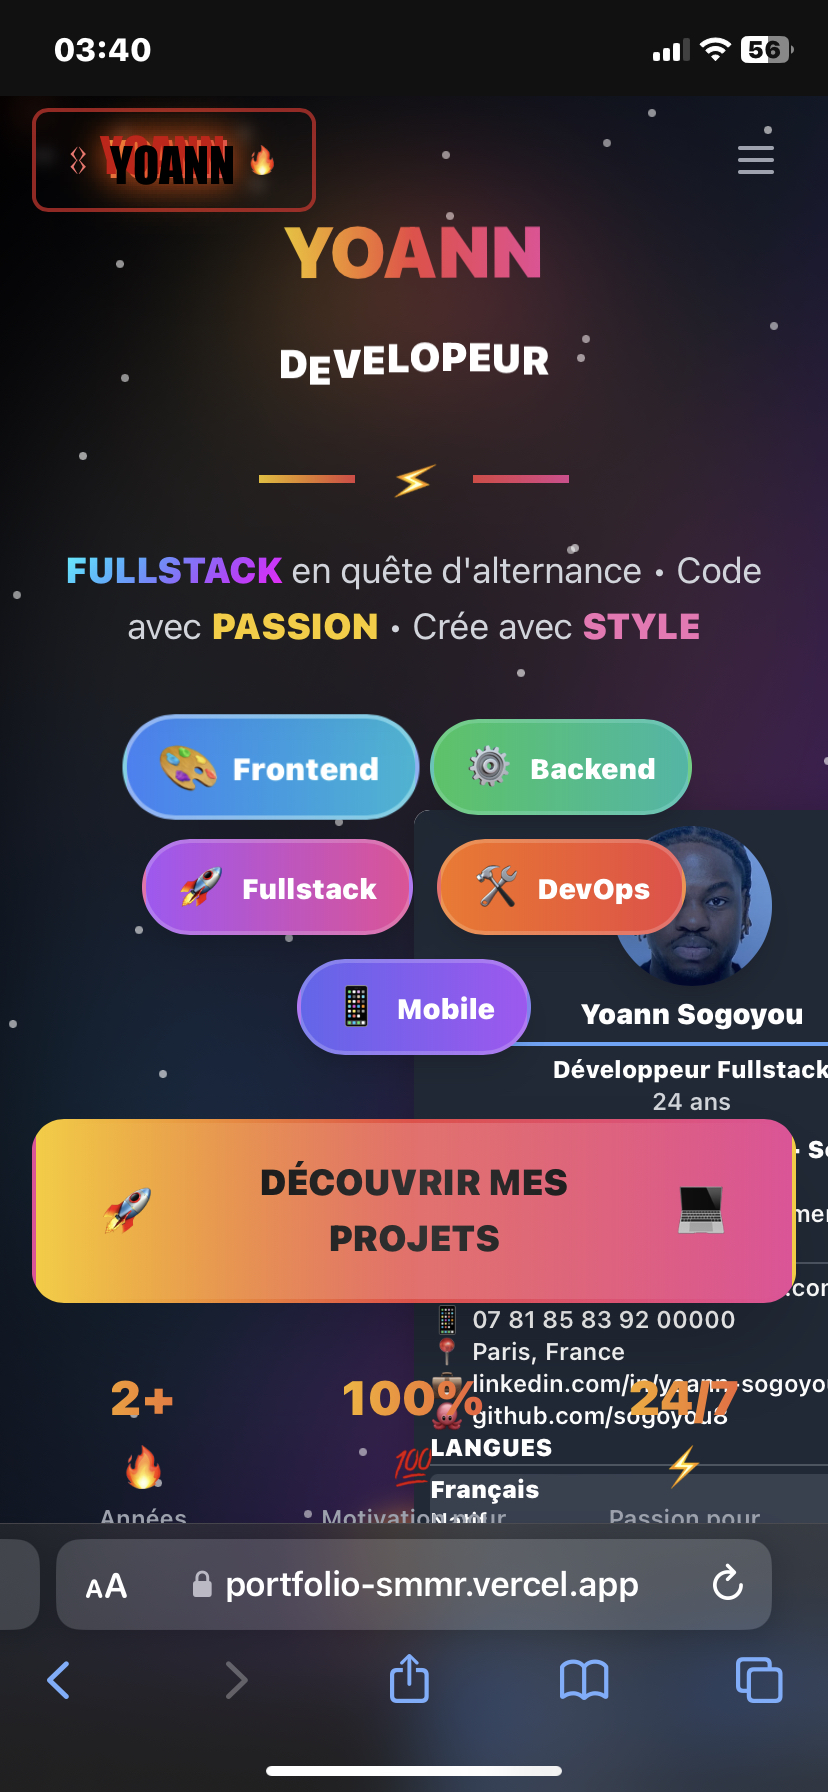 03:40
56
YOANN
YOANN
DEVELOPEUR
FULLSTACK en quête d'alternance • Code
avec PASSION • Crée avec STYLE
Frontend
Backend
Fullstack
DevOps
Mobile
Yoann Sogoyou
Développeur Fullstack
24 ans
DÉCOUVRIR MES
PROJETS
07 81 85 83 92 00000
Paris, France
linkedin.com/in/yoann-sogoyou
github.com/sogoyou8
2+
100%
24/7
LANGUES
100
Français
Années
Motivation pour
Passion pour
AA
portfolio-smmr.vercel.app